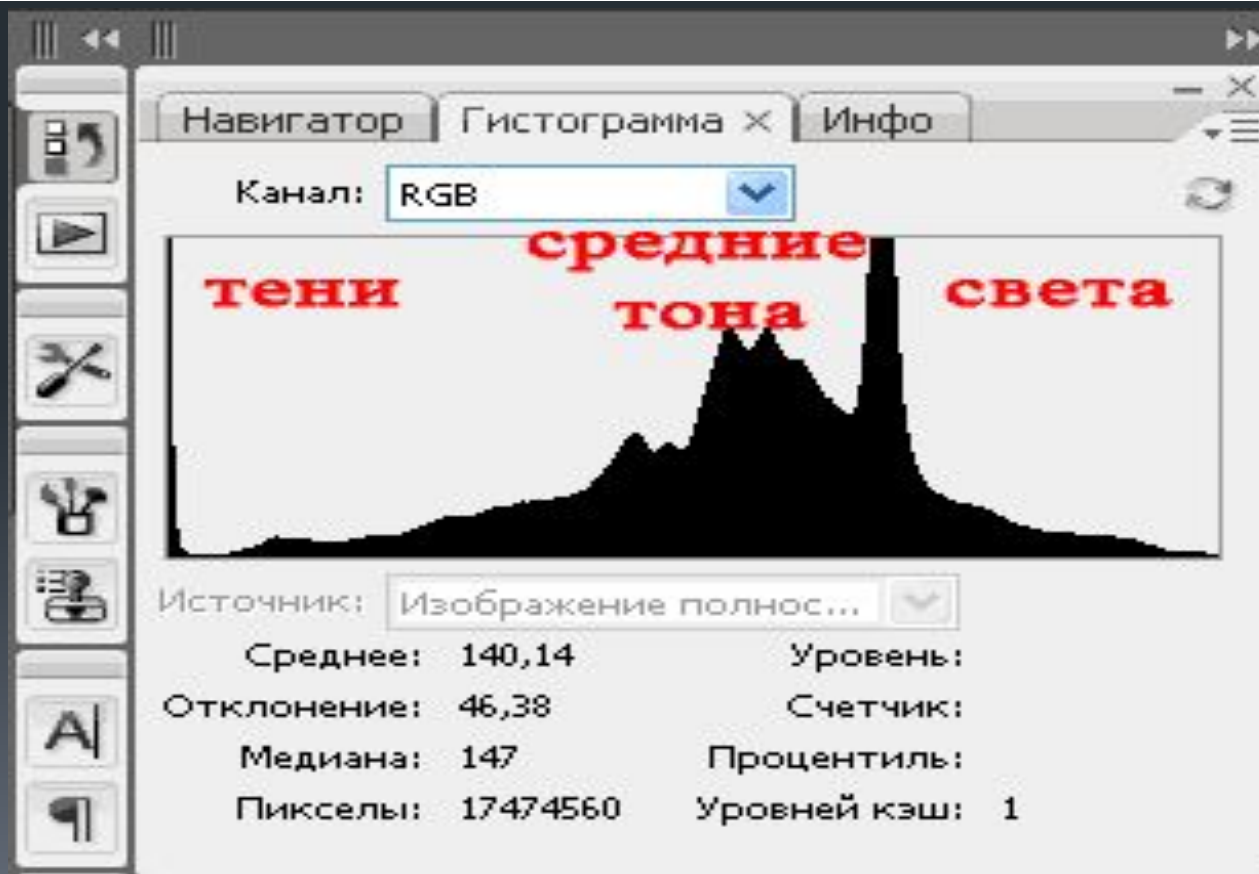 Навигатор Гистограмма × Инфо
Канал: RGB
средние
тени тона света
Источник: Изображение полнос...
Среднее: 140,14 Уровень:
Отклонение: 46,38 Счетчик:
Медиана: 147 Процентиль:
Пикселы: 17474560 Уровней кэш: 1